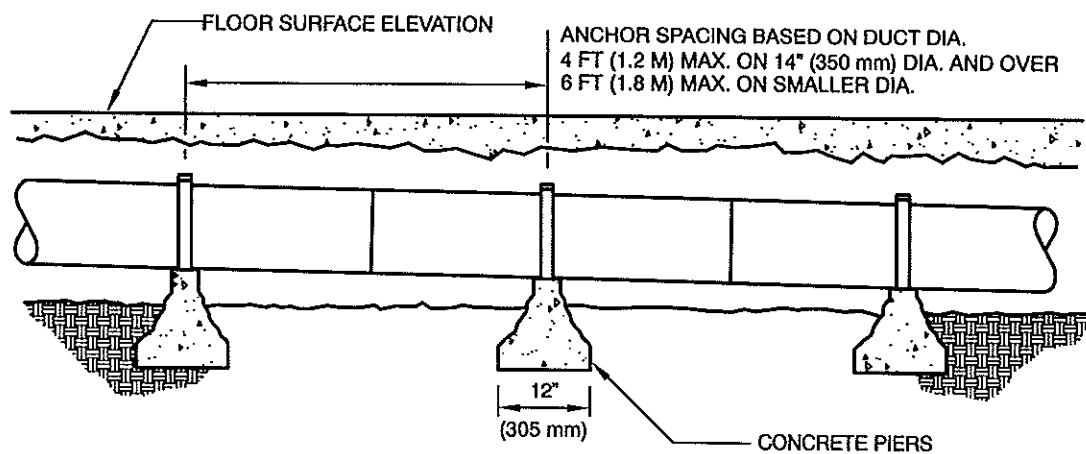 FLOOR SURFACE ELEVATION
ANCHOR SPACING BASED ON DUCT DIA.
4 FT (1.2 M) MAX. ON 14" (350 mm) DIA. AND OVER
6 FT (1.8 M) MAX. ON SMALLER DIA.
12"
(305 mm)
CONCRETE PIERS